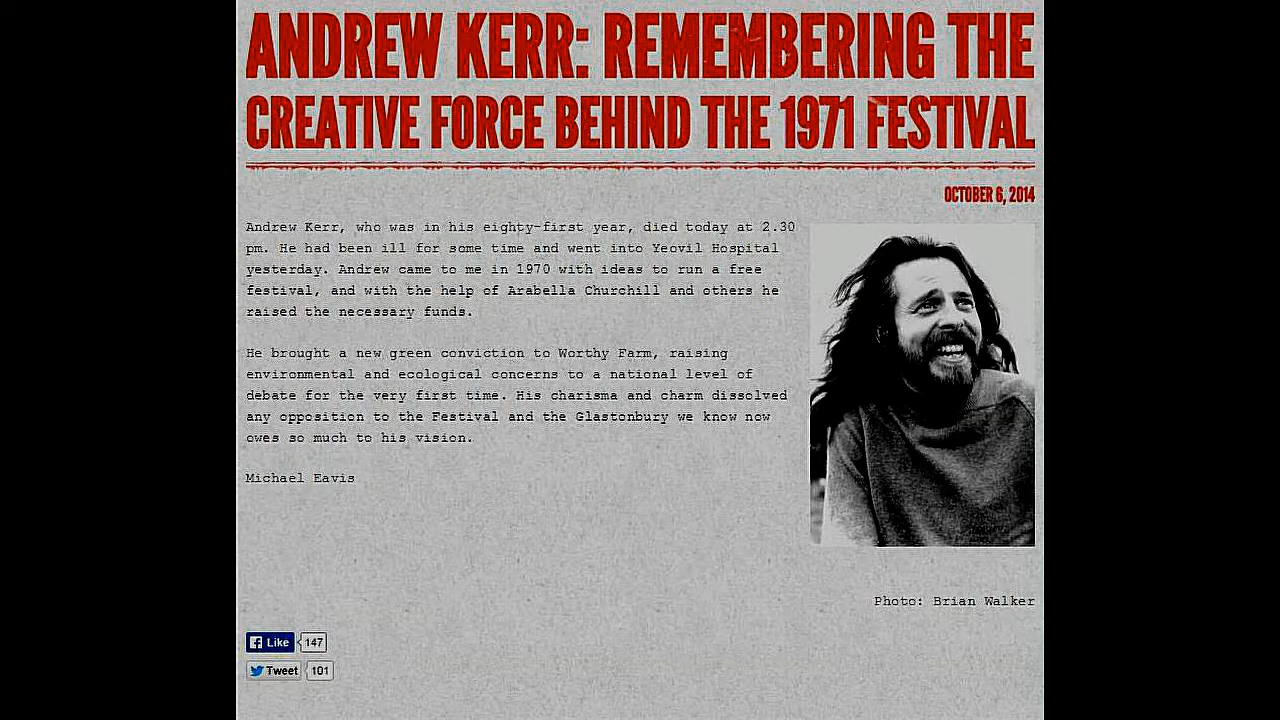 ANDREW KERR: REMEMBERING THE
CREATIVE FORCE BEHIND THE 1971 FESTIVAL
OCTOBER 6, 2014
Andrew Kerr, who was in his eighty-first year, died today at 2.30
pm. He had been ill for some time and went into Yeovil Hospital
yesterday. Andrew came to me in 1970 with ideas to run a free
festival, and with the help of Arabella Churchill and others he
raised the necessary funds.
He brought a new green conviction to Worthy Farm, raising
environmental and ecological concerns to a national level of
debate for the very first time. His charisma and charm dissolved
any opposition to the Festival and the Glastonbury we know now
owes so much to his vision.
Michael Eavis
Photo: Brian Walker
Like 147
Tweet 101